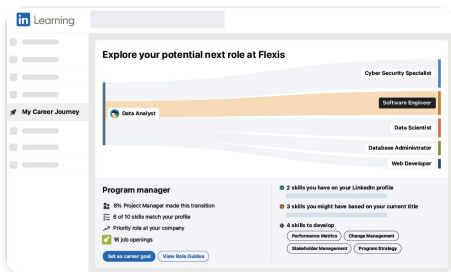 in Learning
Explore your potential next role at Flexis
Cyber Security Specialist
Software Engineer
My Career Journey
Data Analyst
Data Scientist
Database Administrator
Web Developer
Program manager
8% Project Manager made this transition
6 of 10 skills match your profile
Priority role at your company
16 job openings
Set as career goal
View Role Guides
2 skills you have on your LinkedIn profile
3 skills you might have based on your current title
4 skills to develop
Performance Metrics
Change Management
Stakeholder Management
Program Strategy